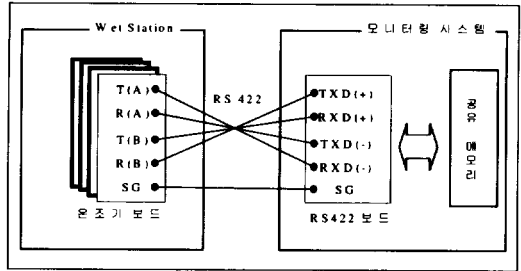 Wet Station
모니터링 시스템
T(A)
R(A)
T(B)
R(B)
SG
온조기 보드
RS 422
TXD(+)
RXD(+)
TXD(-)
RXD(-)
SG
RS422 보드
공유 메모리